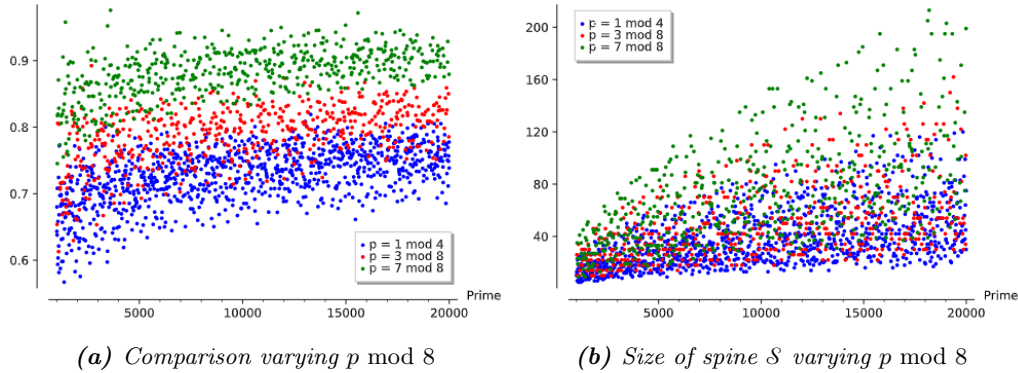 0.9
0.8
0.7
0.6
p = 1 mod 4
p = 3 mod 8
p = 7 mod 8
Prime
5000 10000 15000 20000
(a) Comparison varying p mod 8
200
160
120
80
40
p = 1 mod 4
p = 3 mod 8
p = 7 mod 8
Prime
5000 10000 15000 20000
(b) Size of spine 𝒮 varying p mod 8